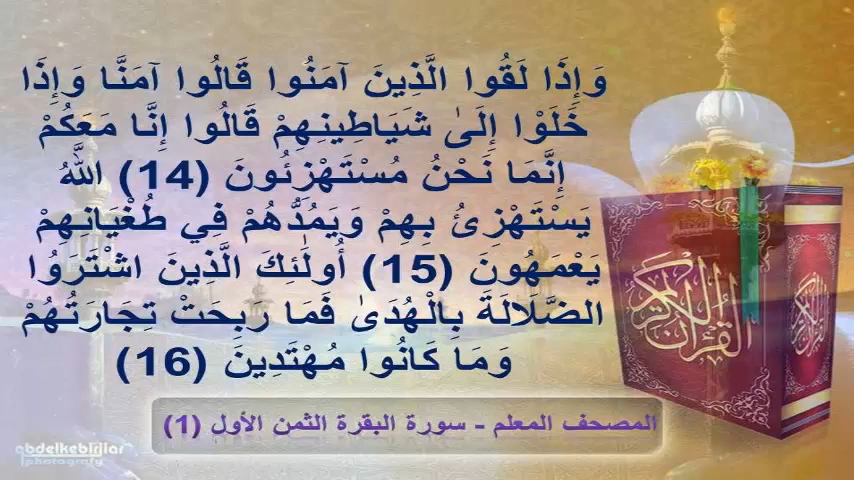 وَإِذَا لَقُوا الَّذِينَ آمَنُوا قَالُوا آمَنَّا وَإِذَا
خَلَوْا إِلَىٰ شَيَاطِينِهِمْ قَالُوا إِنَّا مَعَكُمْ
إِنَّمَا نَحْنُ مُسْتَهْزِئُونَ (14) اللَّهُ
يَسْتَهْزِئُ بِهِمْ وَيَمُدُّهُمْ فِي طُغْيَانِهِمْ
يَعْمَهُونَ (15) أُولَٰئِكَ الَّذِينَ اشْتَرَوُا
الضَّلَالَةَ بِالْهُدَىٰ فَمَا رَبِحَتْ تِجَارَتُهُمْ
وَمَا كَانُوا مُهْتَدِينَ (16)
القرآن الكريم
المصحف المعلم - سورة البقرة الثمن الأول (1)
photografy